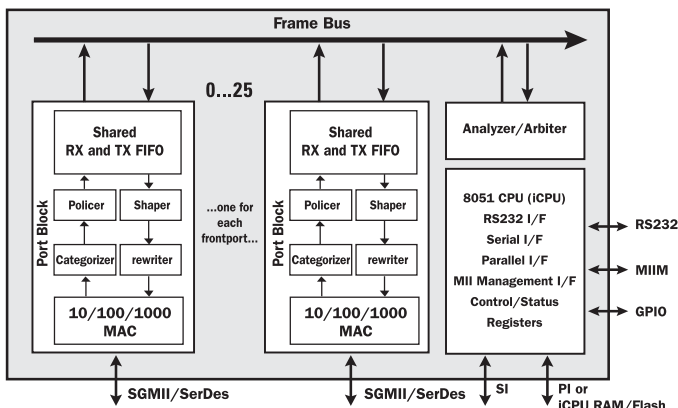 Frame Bus
0...25
Shared
RX and TX FIFO
Policer
Shaper
Categorizer
rewriter
10/100/1000
MAC
Port Block
SGMII/SerDes
...one for
each
frontport...
Shared
RX and TX FIFO
Policer
Shaper
Categorizer
rewriter
10/100/1000
MAC
Port Block
SGMII/SerDes
Analyzer/Arbiter
8051 CPU (iCPU)
RS232 I/F
Serial I/F
Parallel I/F
MII Management I/F
Control/Status
Registers
RS232
MIIM
GPIO
SI
PI or
iCPU RAM/Flash